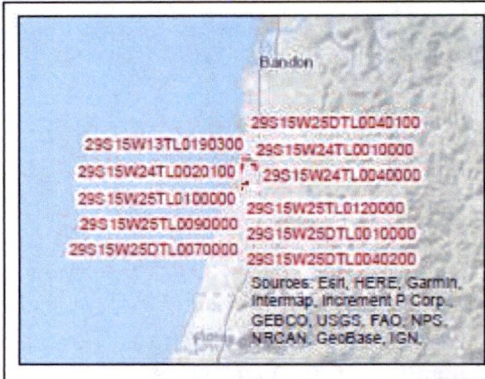 Bandon
29S15W25DTL0040100
29S15W13TL0190300
29S15W24TL0010000
29S15W24TL0020100
29S15W24TL0040000
29S15W25TL0100000
29S15W25TL0120000
29S15W25TL0090000
29S15W25DTL0010000
29S15W25DTL0070000
29S15W25DTL0040200
Sources: Esri, HERE, Garmin,
Intermap, Increment P Corp.,
GEBCO, USGS, FAO, NPS,
NRCAN, GeoBase, IGN,